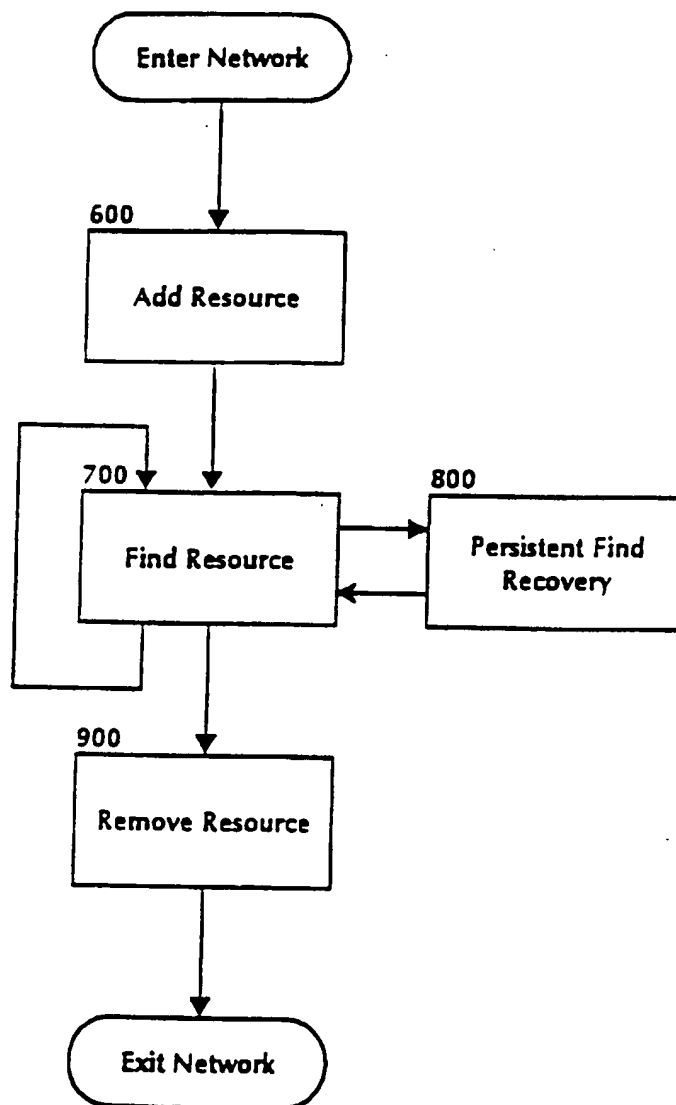 Enter Network
600
Add Resource
700
Find Resource
800
Persistent Find
Recovery
900
Remove Resource
Exit Network